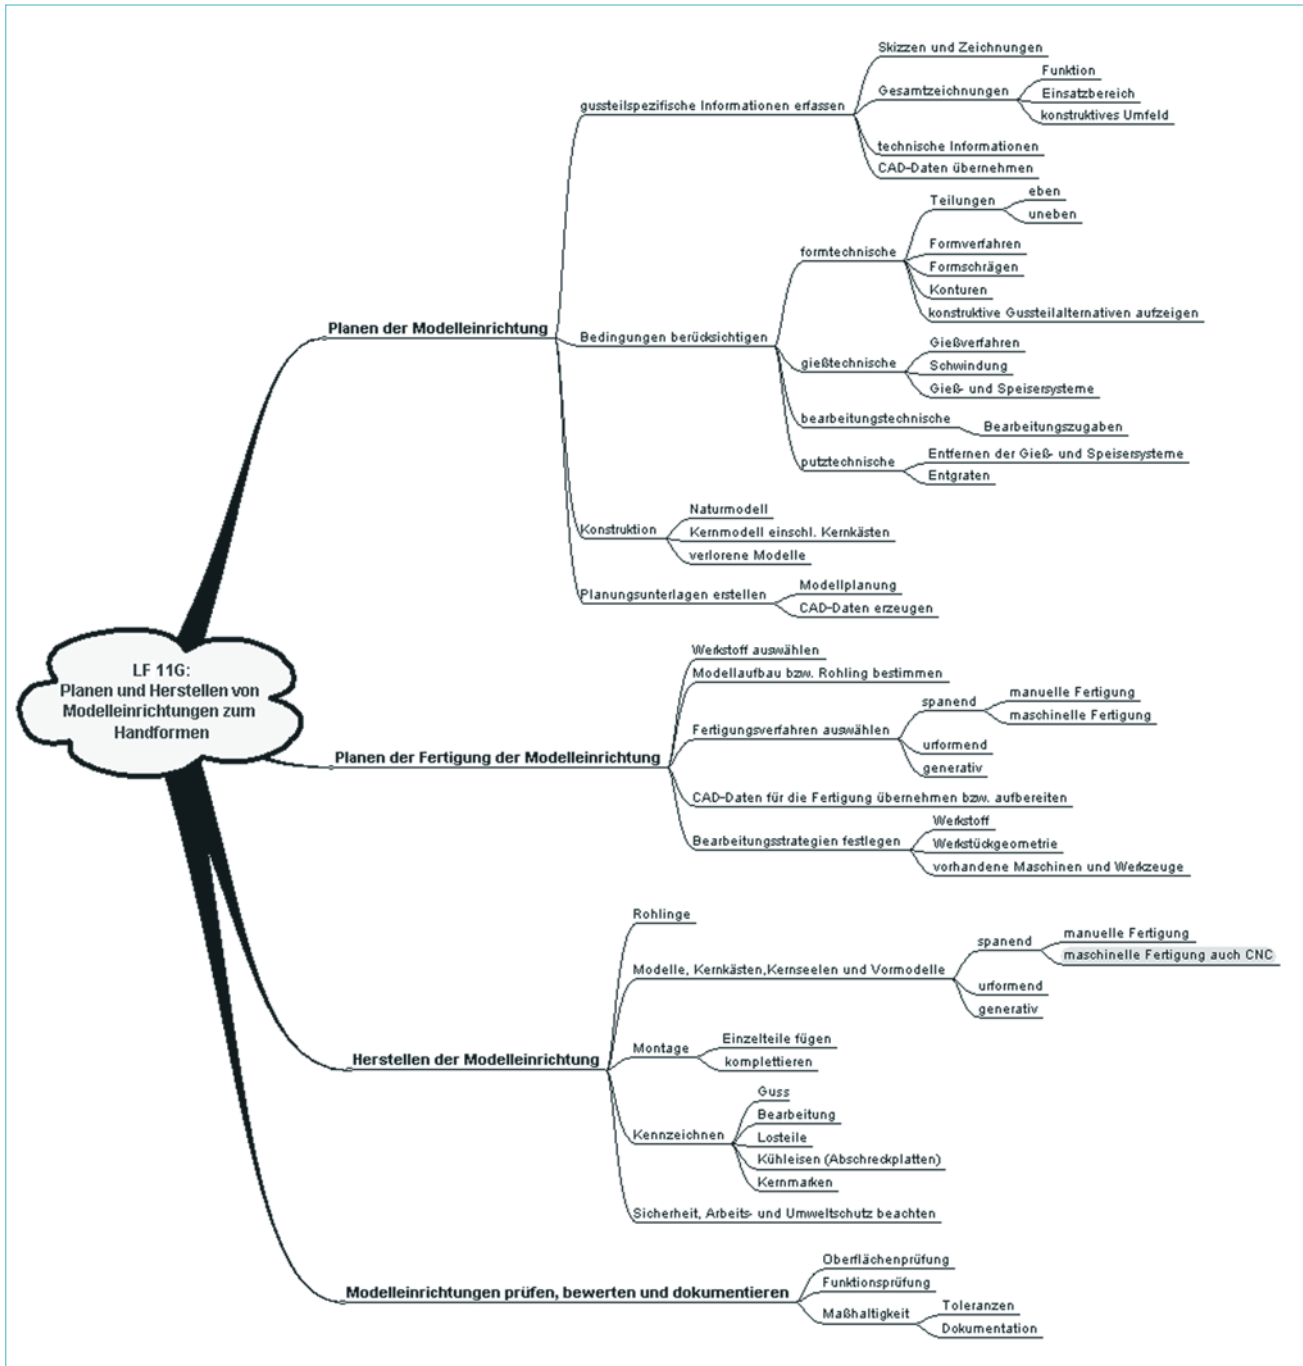 Skizzen und Zeichnungen
Funktion
Gesamtzeichnungen
Einsatzbereich
gussteilspezifische Informationen erfassen
konstruktives Umfeld
technische Informationen
CAD-Daten übernehmen
eben
Teilungen
uneben
Formverfahren
formtechnische
Formschrägen
Konturen
konstruktive Gussteilalternativen aufzeigen
Planen der Modelleinrichtung
Bedingungen berücksichtigen
Gießverfahren
gießtechnische
Schwindung
Gieß- und Speisersysteme
bearbeitungstechnische
Bearbeitungszugaben
Entfernen der Gieß- und Speisersysteme
putztechnische
Entgraten
Naturmodell
Konstruktion
Kernmodell einschl. Kernkästen
verlorene Modelle
Modellplanung
Planungsunterlagen erstellen
CAD-Daten erzeugen
LF 11G:
Planen und Herstellen von
Modelleinrichtungen zum
Handformen
Werkstoff auswählen
Modellaufbau bzw. Rohling bestimmen
manuelle Fertigung
spanend
maschinelle Fertigung
Fertigungsverfahren auswählen
urformend
Planen der Fertigung der Modelleinrichtung
generativ
CAD-Daten für die Fertigung übernehmen bzw. aufbereiten
Werkstoff
Bearbeitungsstrategien festlegen
Werkstückgeometrie
vorhandene Maschinen und Werkzeuge
Rohlinge
manuelle Fertigung
spanend
maschinelle Fertigung auch CNC
Modelle, Kernkästen,Kernseelen und Vormodelle
urformend
generativ
Einzelteile fügen
Montage
komplettieren
Herstellen der Modelleinrichtung
Guss
Bearbeitung
Kennzeichnen
Losteile
Kühleisen (Abschreckplatten)
Kernmarken
Sicherheit, Arbeits- und Umweltschutz beachten
Oberflächenprüfung
Funktionsprüfung
Modelleinrichtungen prüfen, bewerten und dokumentieren
Toleranzen
Maßhaltigkeit
Dokumentation